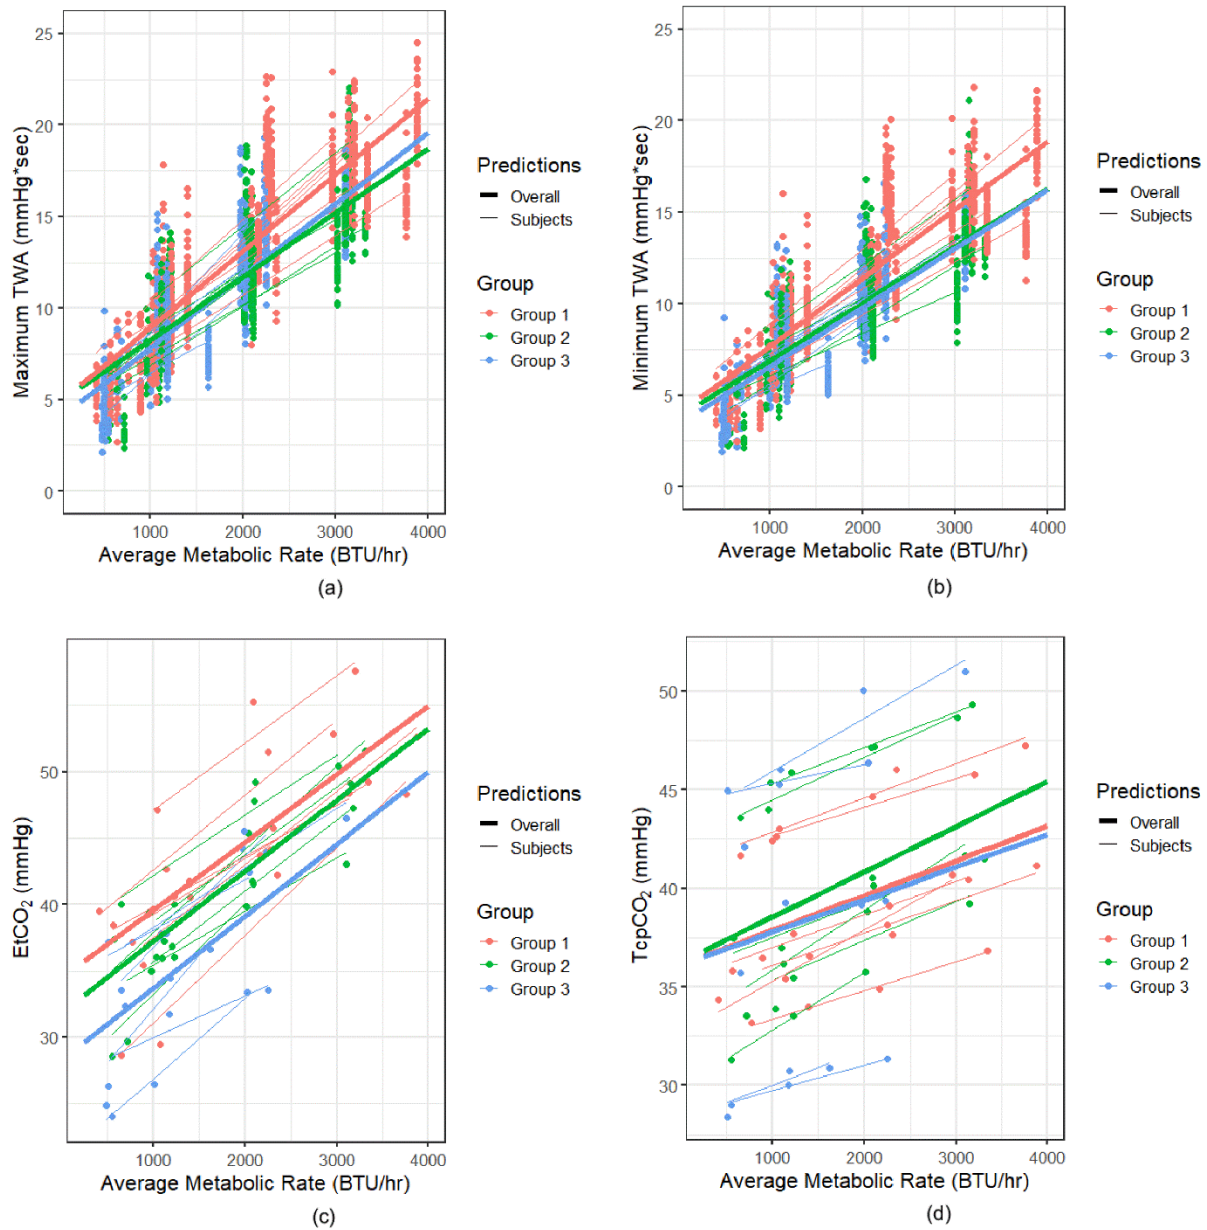 25
20
15
10
5
0
Maximum TWA (mmHg*sec)
1000 2000 3000 4000
Average Metabolic Rate (BTU/hr)
Predictions
Overall
Subjects
Group
Group 1
Group 2
Group 3
(a)
25
20
15
10
5
0
Minimum TWA (mmHg*sec)
1000 2000 3000 4000
Average Metabolic Rate (BTU/hr)
Predictions
Overall
Subjects
Group
Group 1
Group 2
Group 3
(b)
50
40
30
EtCO₂ (mmHg)
1000 2000 3000 4000
Average Metabolic Rate (BTU/hr)
Predictions
Overall
Subjects
Group
Group 1
Group 2
Group 3
(c)
50
45
40
35
30
TcpCO₂ (mmHg)
1000 2000 3000 4000
Average Metabolic Rate (BTU/hr)
Predictions
Overall
Subjects
Group
Group 1
Group 2
Group 3
(d)